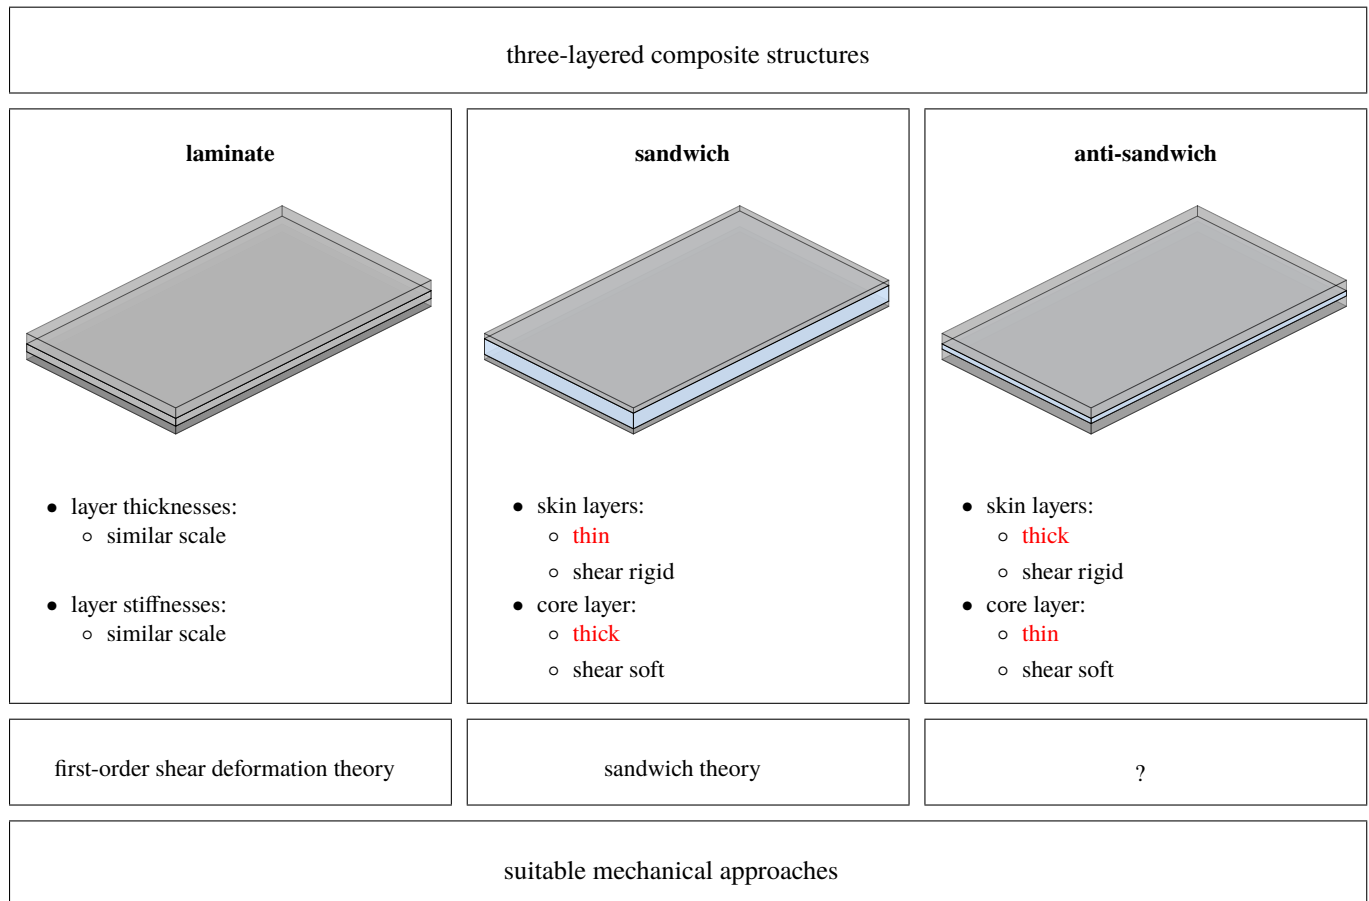 three-layered composite structures
laminate
• layer thicknesses:
◦ similar scale
• layer stiffnesses:
◦ similar scale
sandwich
• skin layers:
◦ thin
◦ shear rigid
• core layer:
◦ thick
◦ shear soft
anti-sandwich
• skin layers:
◦ thick
◦ shear rigid
• core layer:
◦ thin
◦ shear soft
first-order shear deformation theory
sandwich theory
?
suitable mechanical approaches